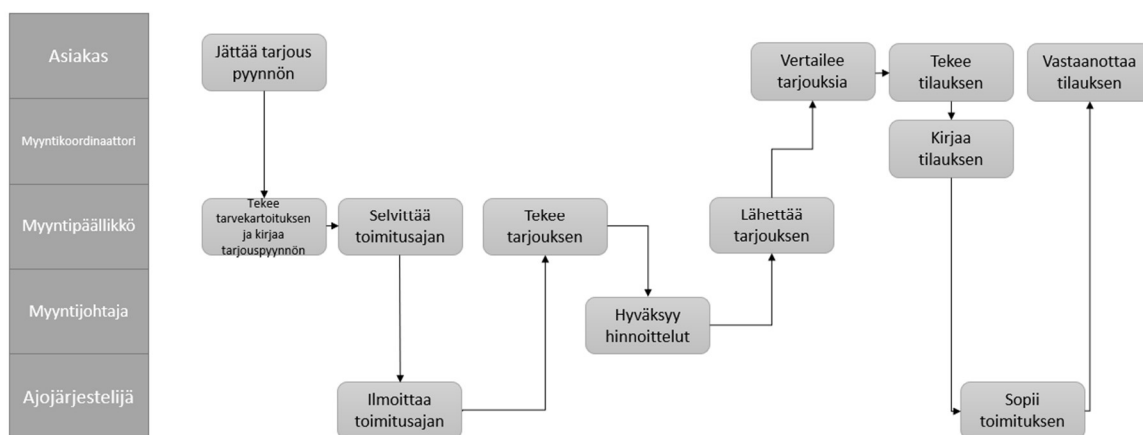 Asiakas
Myyntikoordinaattori
Myyntipäällikkö
Myyntijohtaja
Ajojärjestelijä
Jättää tarjous
pyynnön
Tekee
tarvekartoituksen
ja kirjaa
tarjouspyynnön
Selvittää
toimitusajan
Ilmoittaa
toimitusajan
Tekee
tarjouksen
Hyväksyy
hinnoittelut
Lähettää
tarjouksen
Vertailee
tarjouksia
Tekee
tilauksen
Kirjaa
tilauksen
Sopii
toimituksen
Vastaanottaa
tilauksen